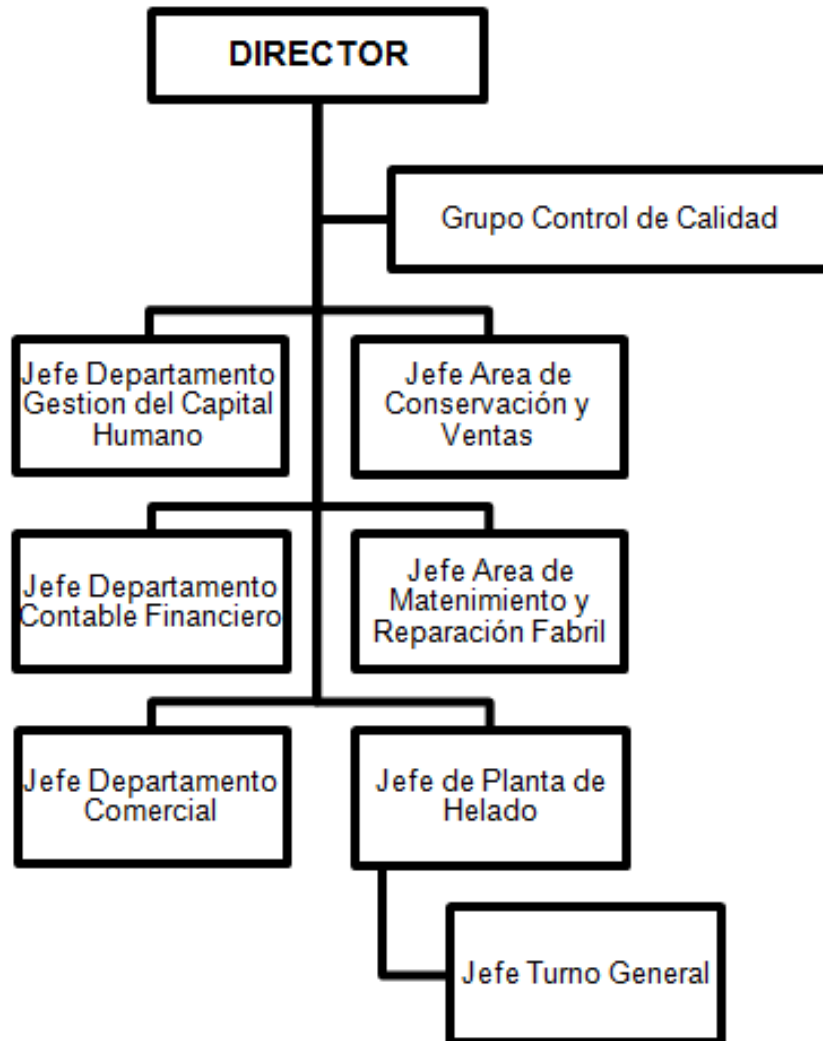 DIRECTOR
Grupo Control de Calidad
Jefe Departamento
Gestion del Capital
Humano
Jefe Area de
Conservación y
Ventas
Jefe Departamento
Contable Financiero
Jefe Area de
Matenimiento y
Reparación Fabril
Jefe Departamento
Comercial
Jefe de Planta de
Helado
Jefe Turno General